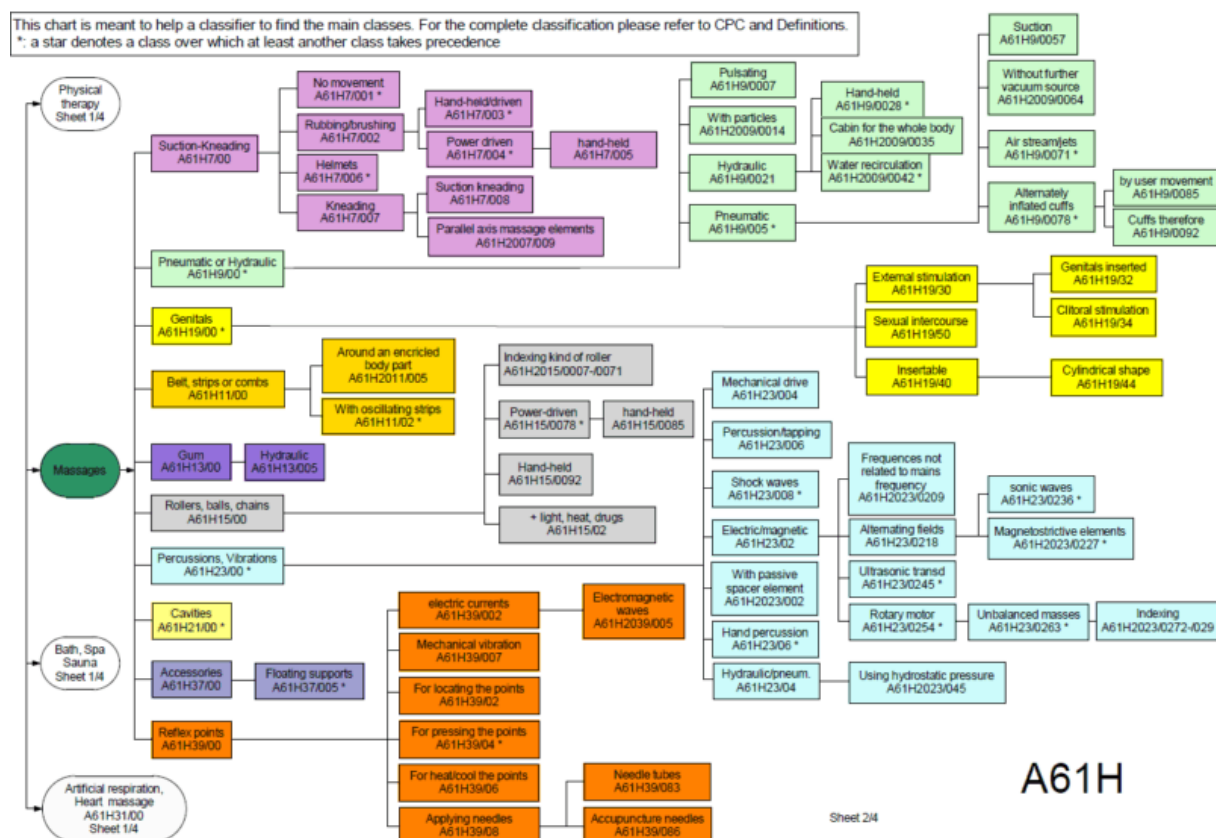 This chart is meant to help a classifier to find the main classes. For the complete classification please refer to CPC and Definitions.
*: a star denotes a class over which at least another class takes precedence
Physical
therapy
Sheet 1/4
Massages
Bath, Spa
Sauna
Sheet 1/4
Artificial respiration,
Heart massage
A61H31/00
Sheet 1/4
Suction-Kneading
A61H7/00
No movement
A61H7/001 *
Rubbing/brushing
A61H7/002
Hand-held/driven
A61H7/003 *
Power driven
A61H7/004 *
hand-held
A61H7/005
Helmets
A61H7/006 *
Kneading
A61H7/007
Suction kneading
A61H7/008
Parallel axis massage elements
A61H2007/009
Pneumatic or Hydraulic
A61H9/00 *
Pulsating
A61H9/0007
With particles
A61H2009/0014
Hydraulic
A61H9/0021
Hand-held
A61H9/0028 *
Cabin for the whole body
A61H2009/0035
Water recirculation
A61H2009/0042 *
Pneumatic
A61H9/005 *
Suction
A61H9/0057
Without further
vacuum source
A61H2009/0064
Air stream/jets
A61H9/0071 *
Alternately
inflated cuffs
A61H9/0078 *
by user movement
A61H9/0085
Cuffs therefore
A61H9/0092
Genitals
A61H19/00 *
External stimulation
A61H19/30
Genitals inserted
A61H19/32
Clitoral stimulation
A61H19/34
Sexual intercourse
A61H19/50
Insertable
A61H19/40
Cylindrical shape
A61H19/44
Belt, strips or combs
A61H11/00
Around an encricled
body part
A61H2011/005
With oscillating strips
A61H11/02 *
Gum
A61H13/00
Hydraulic
A61H13/005
Rollers, balls, chains
A61H15/00
Indexing kind of roller
A61H2015/0007-/0071
Power-driven
A61H15/0078 *
hand-held
A61H15/0085
Hand-held
A61H15/0092
+ light, heat, drugs
A61H15/02
Percussions, Vibrations
A61H23/00 *
Mechanical drive
A61H23/004
Percussion/tapping
A61H23/006
Shock waves
A61H23/008 *
Electric/magnetic
A61H23/02
Frequences not
related to mains
frequency
A61H2023/0209
Alternating fields
A61H23/0218
sonic waves
A61H23/0236 *
Magnetostrictive elements
A61H2023/0227 *
Ultrasonic transd
A61H23/0245 *
Rotary motor
A61H23/0254 *
Unbalanced masses
A61H23/0263 *
Indexing
A61H2023/0272-/029
With passive
spacer element
A61H2023/002
Hand percussion
A61H23/06 *
Hydraulic/pneum.
A61H23/04
Using hydrostatic pressure
A61H2023/045
Cavities
A61H21/00 *
Accessories
A61H37/00
Floating supports
A61H37/005 *
Reflex points
A61H39/00
electric currents
A61H39/002
Electromagnetic
waves
A61H2039/005
Mechanical vibration
A61H39/007
For locating the points
A61H39/02
For pressing the points
A61H39/04 *
For heat/cool the points
A61H39/06
Applying needles
A61H39/08
Needle tubes
A61H39/083
Accupuncture needles
A61H39/086
A61H
Sheet 2/4